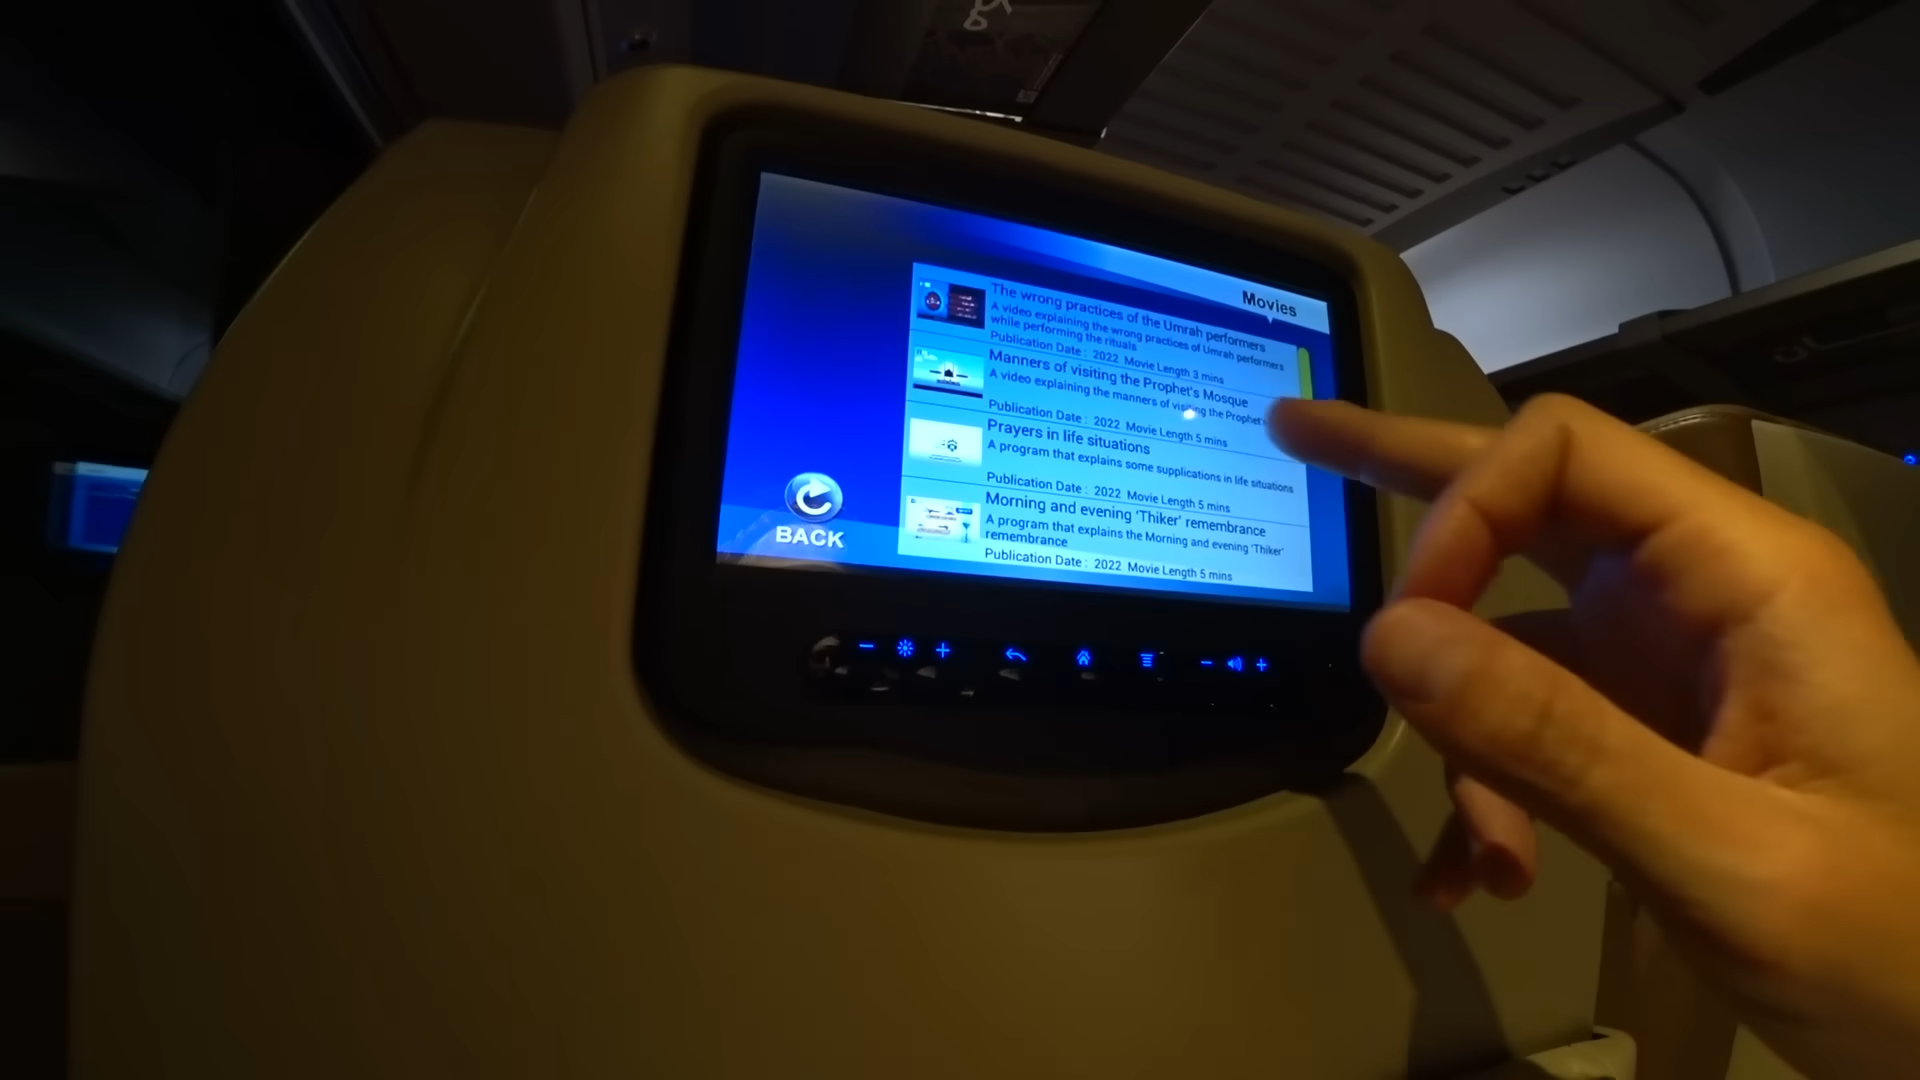 Movies
The wrong practices of the Umrah performers
A video explaining the wrong practices of Umrah performers
while performing the rituals
Publication Date : 2022 Movie Length 3 mins
Manners of visiting the Prophet's Mosque
A video explaining the manners of visiting the Prophet's
Publication Date : 2022 Movie Length 5 mins
Prayers in life situations
A program that explains some supplications in life situations
Publication Date : 2022 Movie Length 5 mins
Morning and evening 'Thiker' remembrance
A program that explains the Morning and evening 'Thiker'
remembrance
Publication Date : 2022 Movie Length 5 mins
BACK